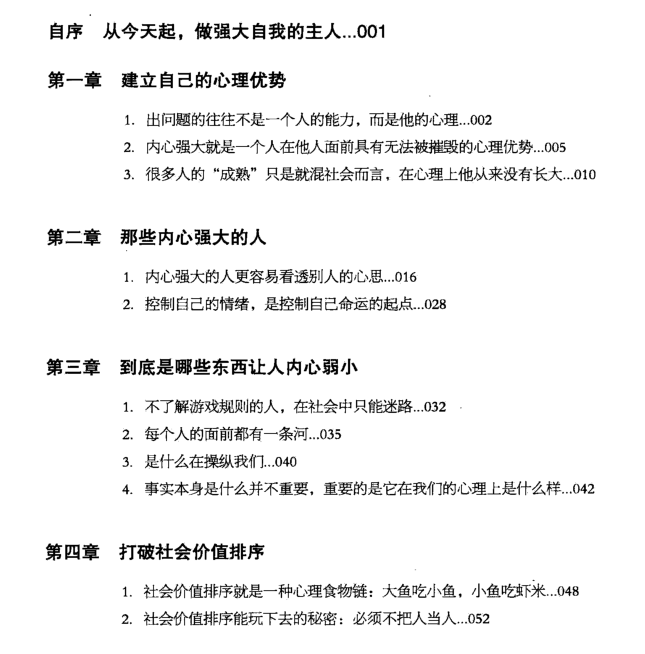 自序 从今天起，做强大自我的主人...001
第一章 建立自己的心理优势
1. 出问题的往往不是一个人的能力，而是他的心理...002
2. 内心强大就是一个人在他人面前具有无法被摧毁的心理优势...005
3. 很多人的“成熟”只是就混社会而言，在心理上他从来没有长大...010
第二章 那些内心强大的人
1. 内心强大的人更容易看透别人的心思...016
2. 控制自己的情绪，是控制自己命运的起点...028
第三章 到底是哪些东西让人内心弱小
1. 不了解游戏规则的人，在社会中只能迷路...032
2. 每个人的面前都有一条河...035
3. 是什么在操纵我们...040
4. 事实本身是什么并不重要，重要的是它在我们的心理上是什么样...042
第四章 打破社会价值排序
1. 社会价值排序就是一种心理食物链：大鱼吃小鱼，小鱼吃虾米...048
2. 社会价值排序能玩下去的秘密：必须不把人当人...052